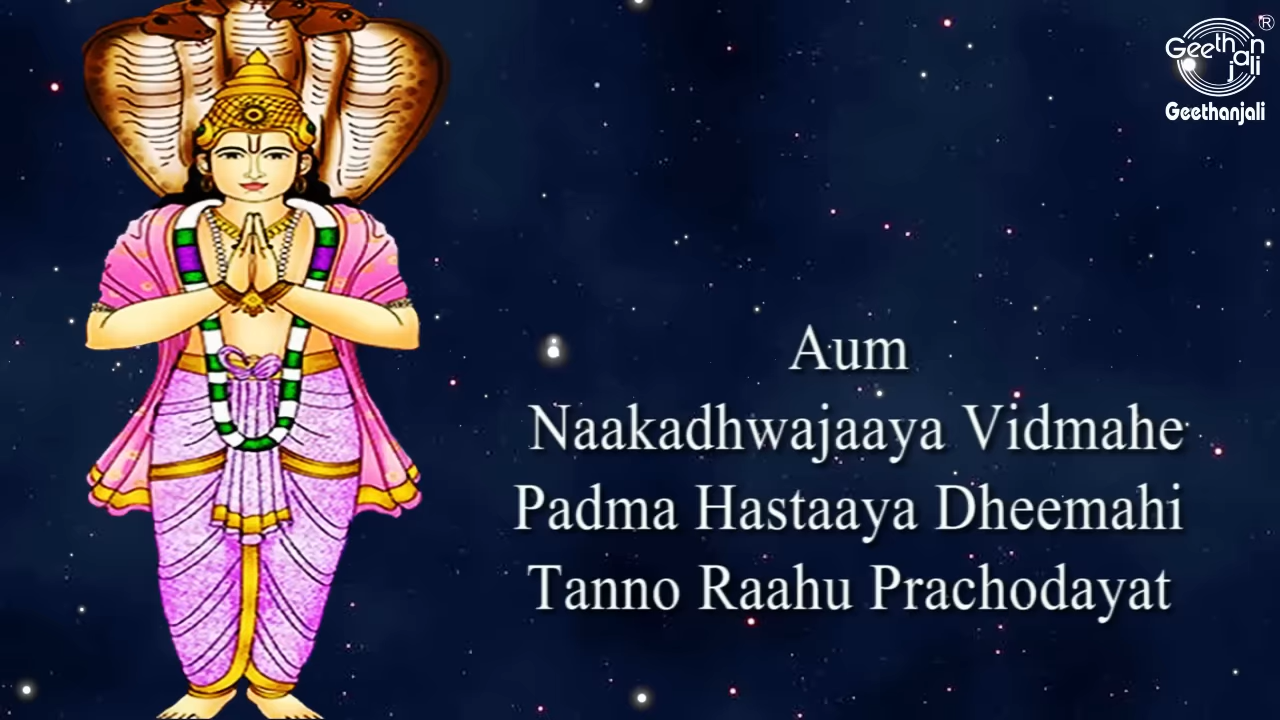 Geethanjali
®
Geethanjali
Aum
Naakadhwajaaya Vidmahe
Padma Hastaaya Dheemahi
Tanno Raahu Prachodayat